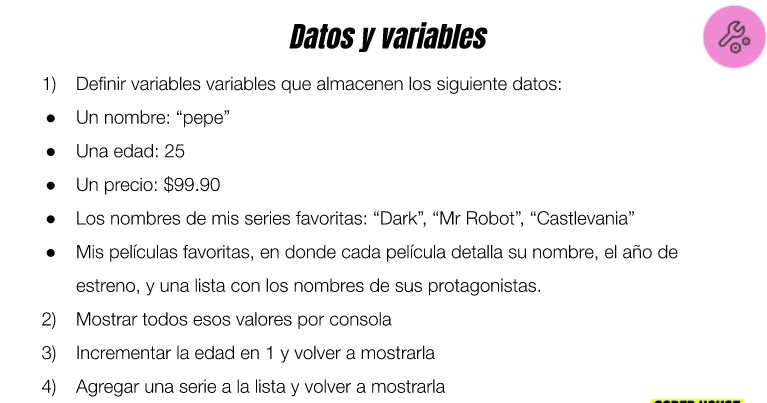 Datos y variables
1) Definir variables variables que almacenen los siguiente datos:
● Un nombre: “pepe”
● Una edad: 25
● Un precio: $99.90
● Los nombres de mis series favoritas: “Dark”, “Mr Robot”, “Castlevania”
● Mis películas favoritas, en donde cada película detalla su nombre, el año de
estreno, y una lista con los nombres de sus protagonistas.
2) Mostrar todos esos valores por consola
3) Incrementar la edad en 1 y volver a mostrarla
4) Agregar una serie a la lista y volver a mostrarla